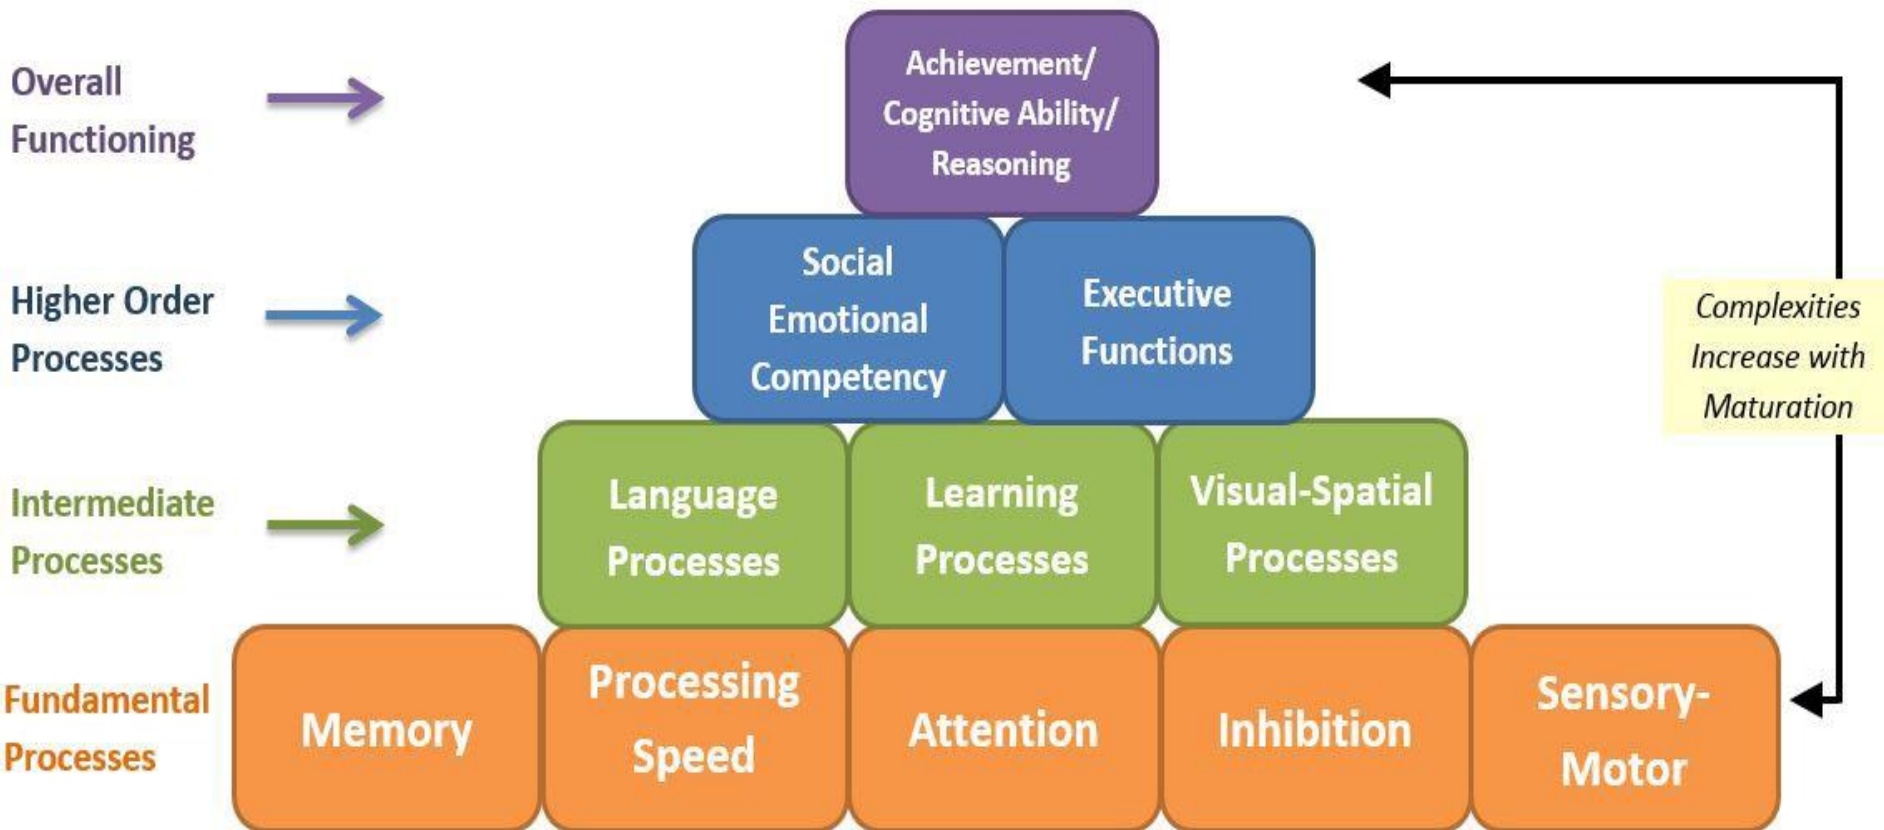 Overall
Functioning
Achievement/
Cognitive Ability/
Reasoning
Higher Order
Processes
Social
Emotional
Competency
Executive
Functions
Complexities
Increase with
Maturation
Intermediate
Processes
Language
Processes
Learning
Processes
Visual-Spatial
Processes
Fundamental
Processes
Memory
Processing
Speed
Attention
Inhibition
Sensory-
Motor